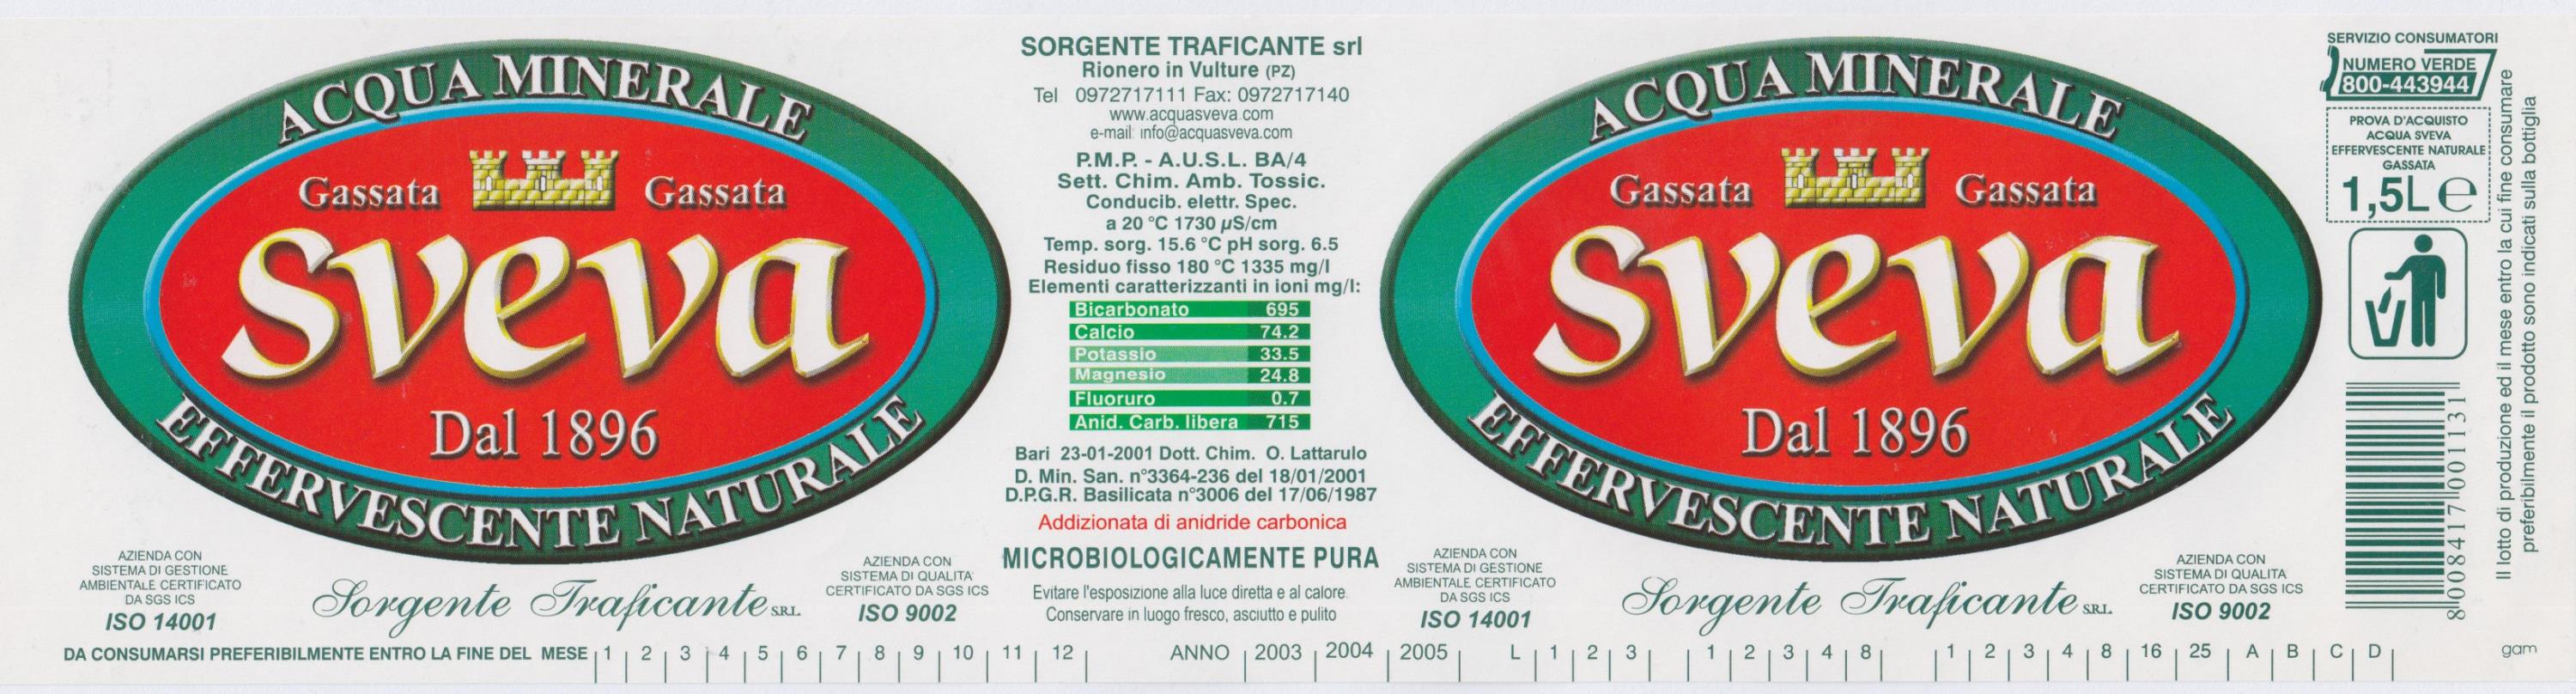 ACQUA MINERALE
Gassata Gassata
Sveva
Dal 1896
EFFERVESCENTE NATURALE
AZIENDA CON
SISTEMA DI GESTIONE
AMBIENTALE CERTIFICATO
DA SGS ICS
ISO 14001
Sorgente Traficante S.R.L.
AZIENDA CON
SISTEMA DI QUALITA'
CERTIFICATO DA SGS ICS
ISO 9002
SORGENTE TRAFICANTE srl
Rionero in Vulture (PZ)
Tel 0972717111 Fax: 0972717140
www.acquasveva.com
e-mail: info@acquasveva.com
P.M.P. - A.U.S.L. BA/4
Sett. Chim. Amb. Tossic.
Conducib. elettr. Spec.
a 20 °C 1730 µS/cm
Temp. sorg. 15.6 °C pH sorg. 6.5
Residuo fisso 180 °C 1335 mg/l
Elementi caratterizzanti in ioni mg/l:
Bicarbonato 695
Calcio 74.2
Potassio 33.5
Magnesio 24.8
Fluoruro 0.7
Anid. Carb. libera 715
Bari 23-01-2001 Dott. Chim. O. Lattarulo
D. Min. San. n°3364-236 del 18/01/2001
D.P.G.R. Basilicata n°3006 del 17/06/1987
Addizionata di anidride carbonica
MICROBIOLOGICAMENTE PURA
Evitare l'esposizione alla luce diretta e al calore.
Conservare in luogo fresco, asciutto e pulito
ACQUA MINERALE
Gassata Gassata
Sveva
Dal 1896
EFFERVESCENTE NATURALE
AZIENDA CON
SISTEMA DI GESTIONE
AMBIENTALE CERTIFICATO
DA SGS ICS
ISO 14001
Sorgente Traficante S.R.L.
AZIENDA CON
SISTEMA DI QUALITA
CERTIFICATO DA SGS ICS
ISO 9002
SERVIZIO CONSUMATORI
NUMERO VERDE
800-443944
PROVA D'ACQUISTO
ACQUA SVEVA
EFFERVESCENTE NATURALE
GASSATA
1,5L e
8 008417 001131
Il lotto di produzione ed il mese entro la cui fine consumare
preferibilmente il prodotto sono indicati sulla bottiglia
DA CONSUMARSI PREFERIBILMENTE ENTRO LA FINE DEL MESE 1 2 3 4 5 6 7 8 9 10 11 12 ANNO 2003 2004 2005 L 1 2 3 1 2 3 4 8 1 2 3 4 8 16 25 A B C D
gam